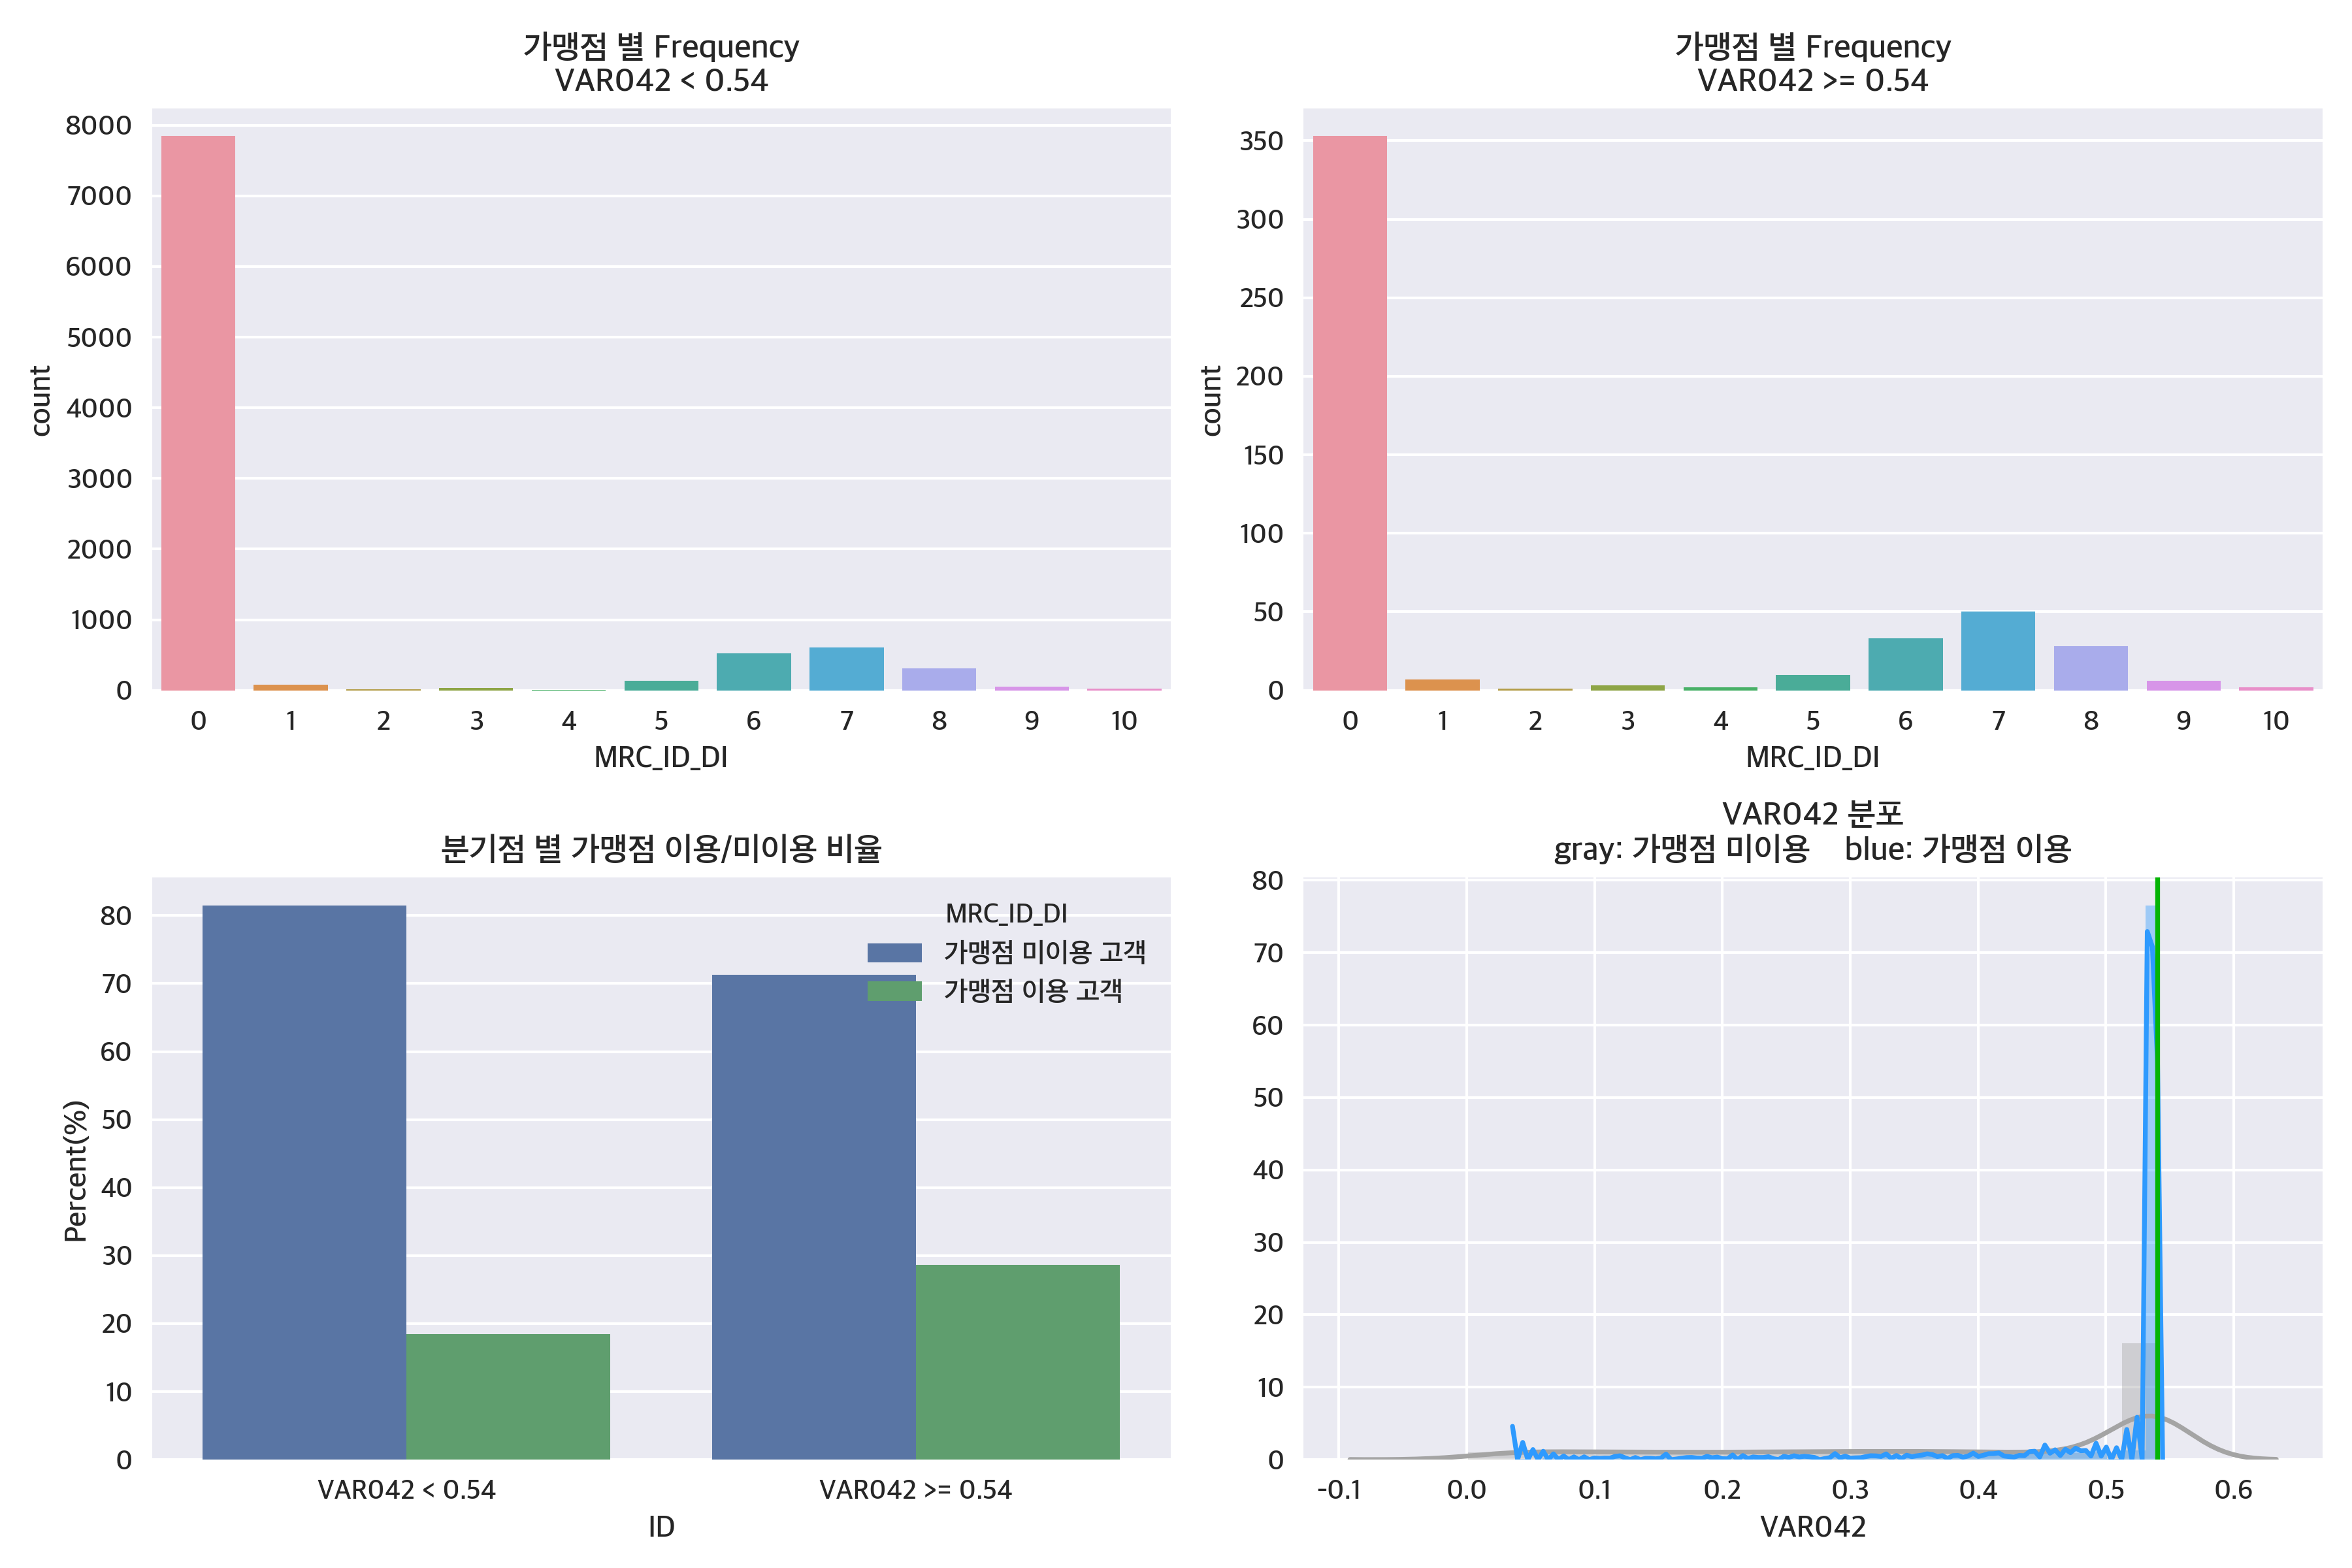 가맹점 별 Frequency
VAR042 < 0.54
8000
7000
6000
5000
4000
3000
2000
1000
0
count
0 1 2 3 4 5 6 7 8 9 10
MRC_ID_DI
가맹점 별 Frequency
VAR042 >= 0.54
350
300
250
200
150
100
50
0
count
0 1 2 3 4 5 6 7 8 9 10
MRC_ID_DI
분기점 별 가맹점 이용/미이용 비율
MRC_ID_DI
가맹점 미이용 고객
가맹점 이용 고객
80
70
60
50
40
30
20
10
0
Percent(%)
VAR042 < 0.54 VAR042 >= 0.54
ID
VAR042 분포
gray: 가맹점 미이용 blue: 가맹점 이용
80
70
60
50
40
30
20
10
0
-0.1 0.0 0.1 0.2 0.3 0.4 0.5 0.6
VAR042